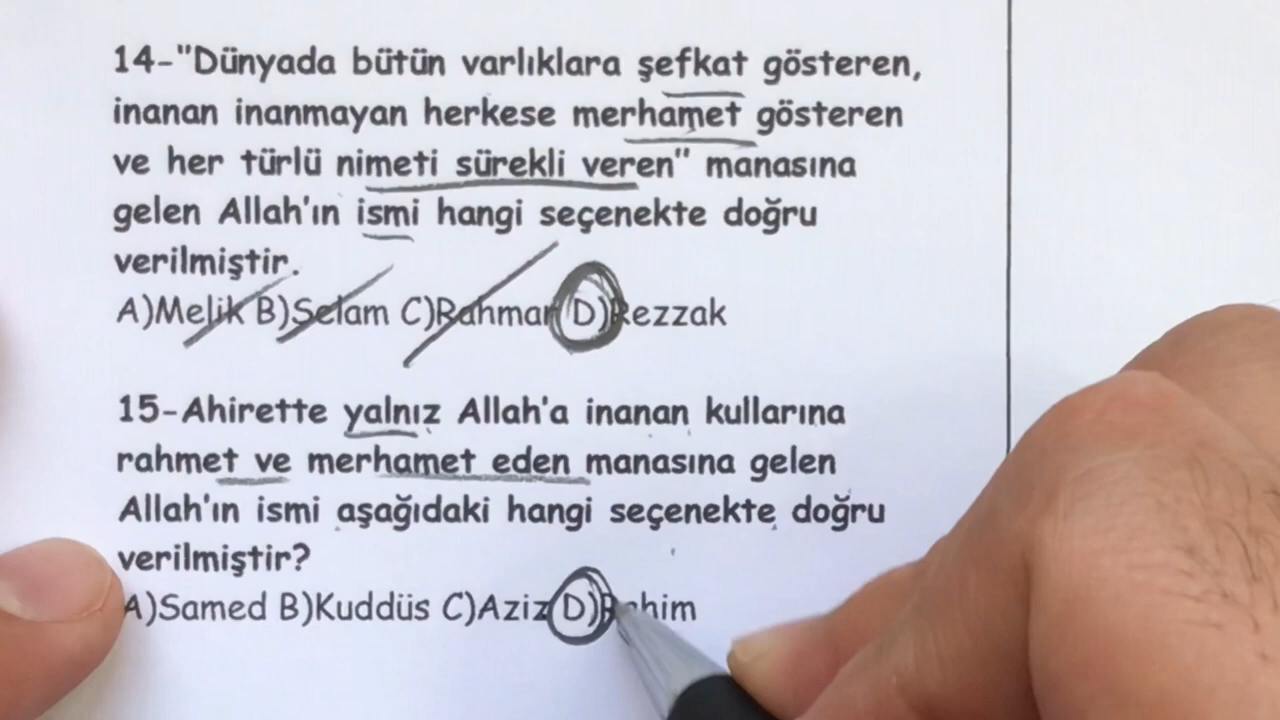 14-"Dünyada bütün varlıklara şefkat gösteren,
inanan inanmayan herkese merhamet gösteren
ve her türlü nimeti sürekli veren" manasına
gelen Allah'ın ismi hangi seçenekte doğru
verilmiştir.
A)Melik B)Selam C)Rahman D)Rezzak
15-Ahirette yalnız Allah'a inanan kullarına
rahmet ve merhamet eden manasına gelen
Allah'ın ismi aşağıdaki hangi seçenekte doğru
verilmiştir?
A)Samed B)Kuddüs C)Aziz D)Rahim